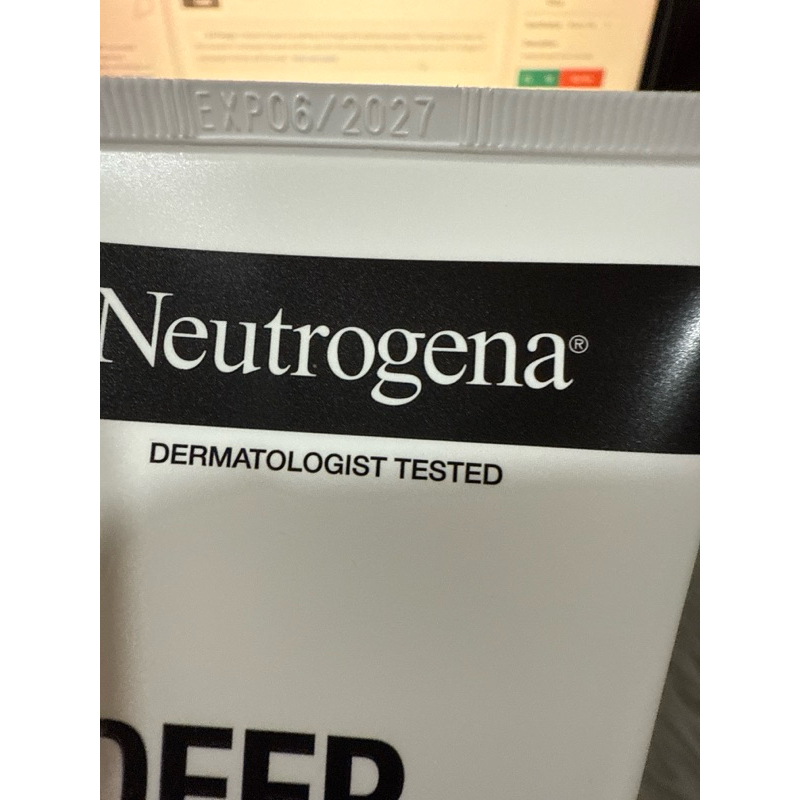 EXP06/2027
Neutrogena®
DERMATOLOGIST TESTED
DEEP